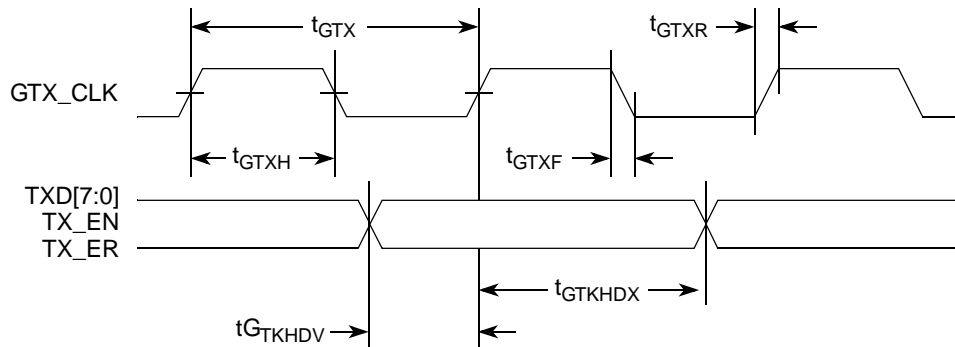 tGTX
tGTXR
GTX_CLK
tGTXH
tGTXF
TXD[7:0]
TX_EN
TX_ER
tGTKHDX
tGTKHDV